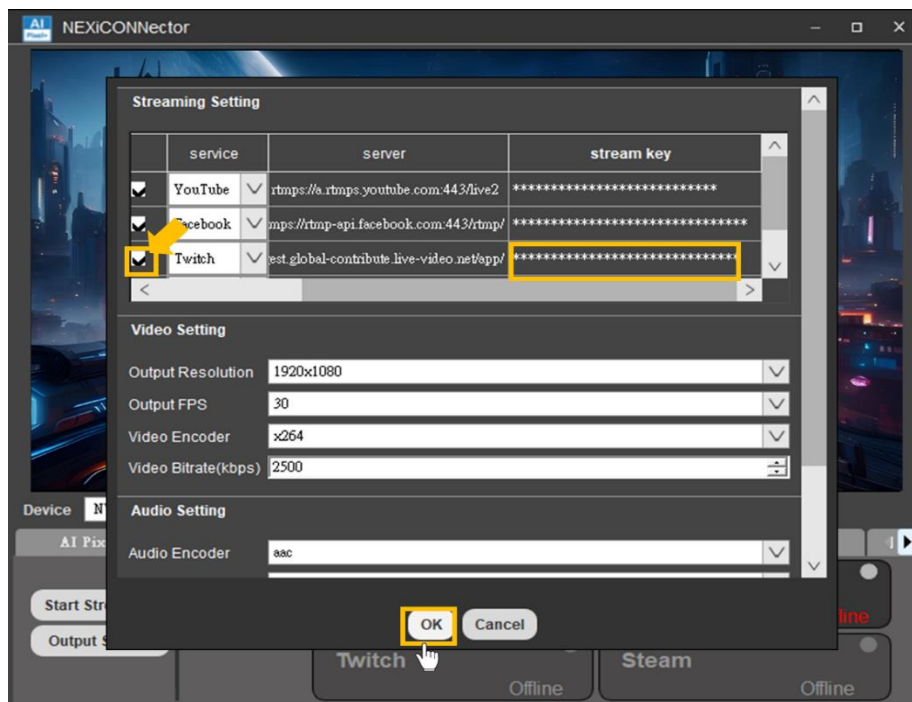 AI
NEXiCONNector
Streaming Setting
service server stream key
YouTube rtmps://a.rtmps.youtube.com:443/live2 ***************************
Facebook mps://rtmp-api.facebook.com:443/rtmp/ *******************************
Twitch est.global-contribute.live-video.net/app/ ******************************
Video Setting
Output Resolution 1920x1080
Output FPS 30
Video Encoder x264
Video Bitrate(kbps) 2500
Device N
Audio Setting
AI Pix
Audio Encoder aac
Start Str
line
OK Cancel
Output S
Twitch Steam
Offline Offline